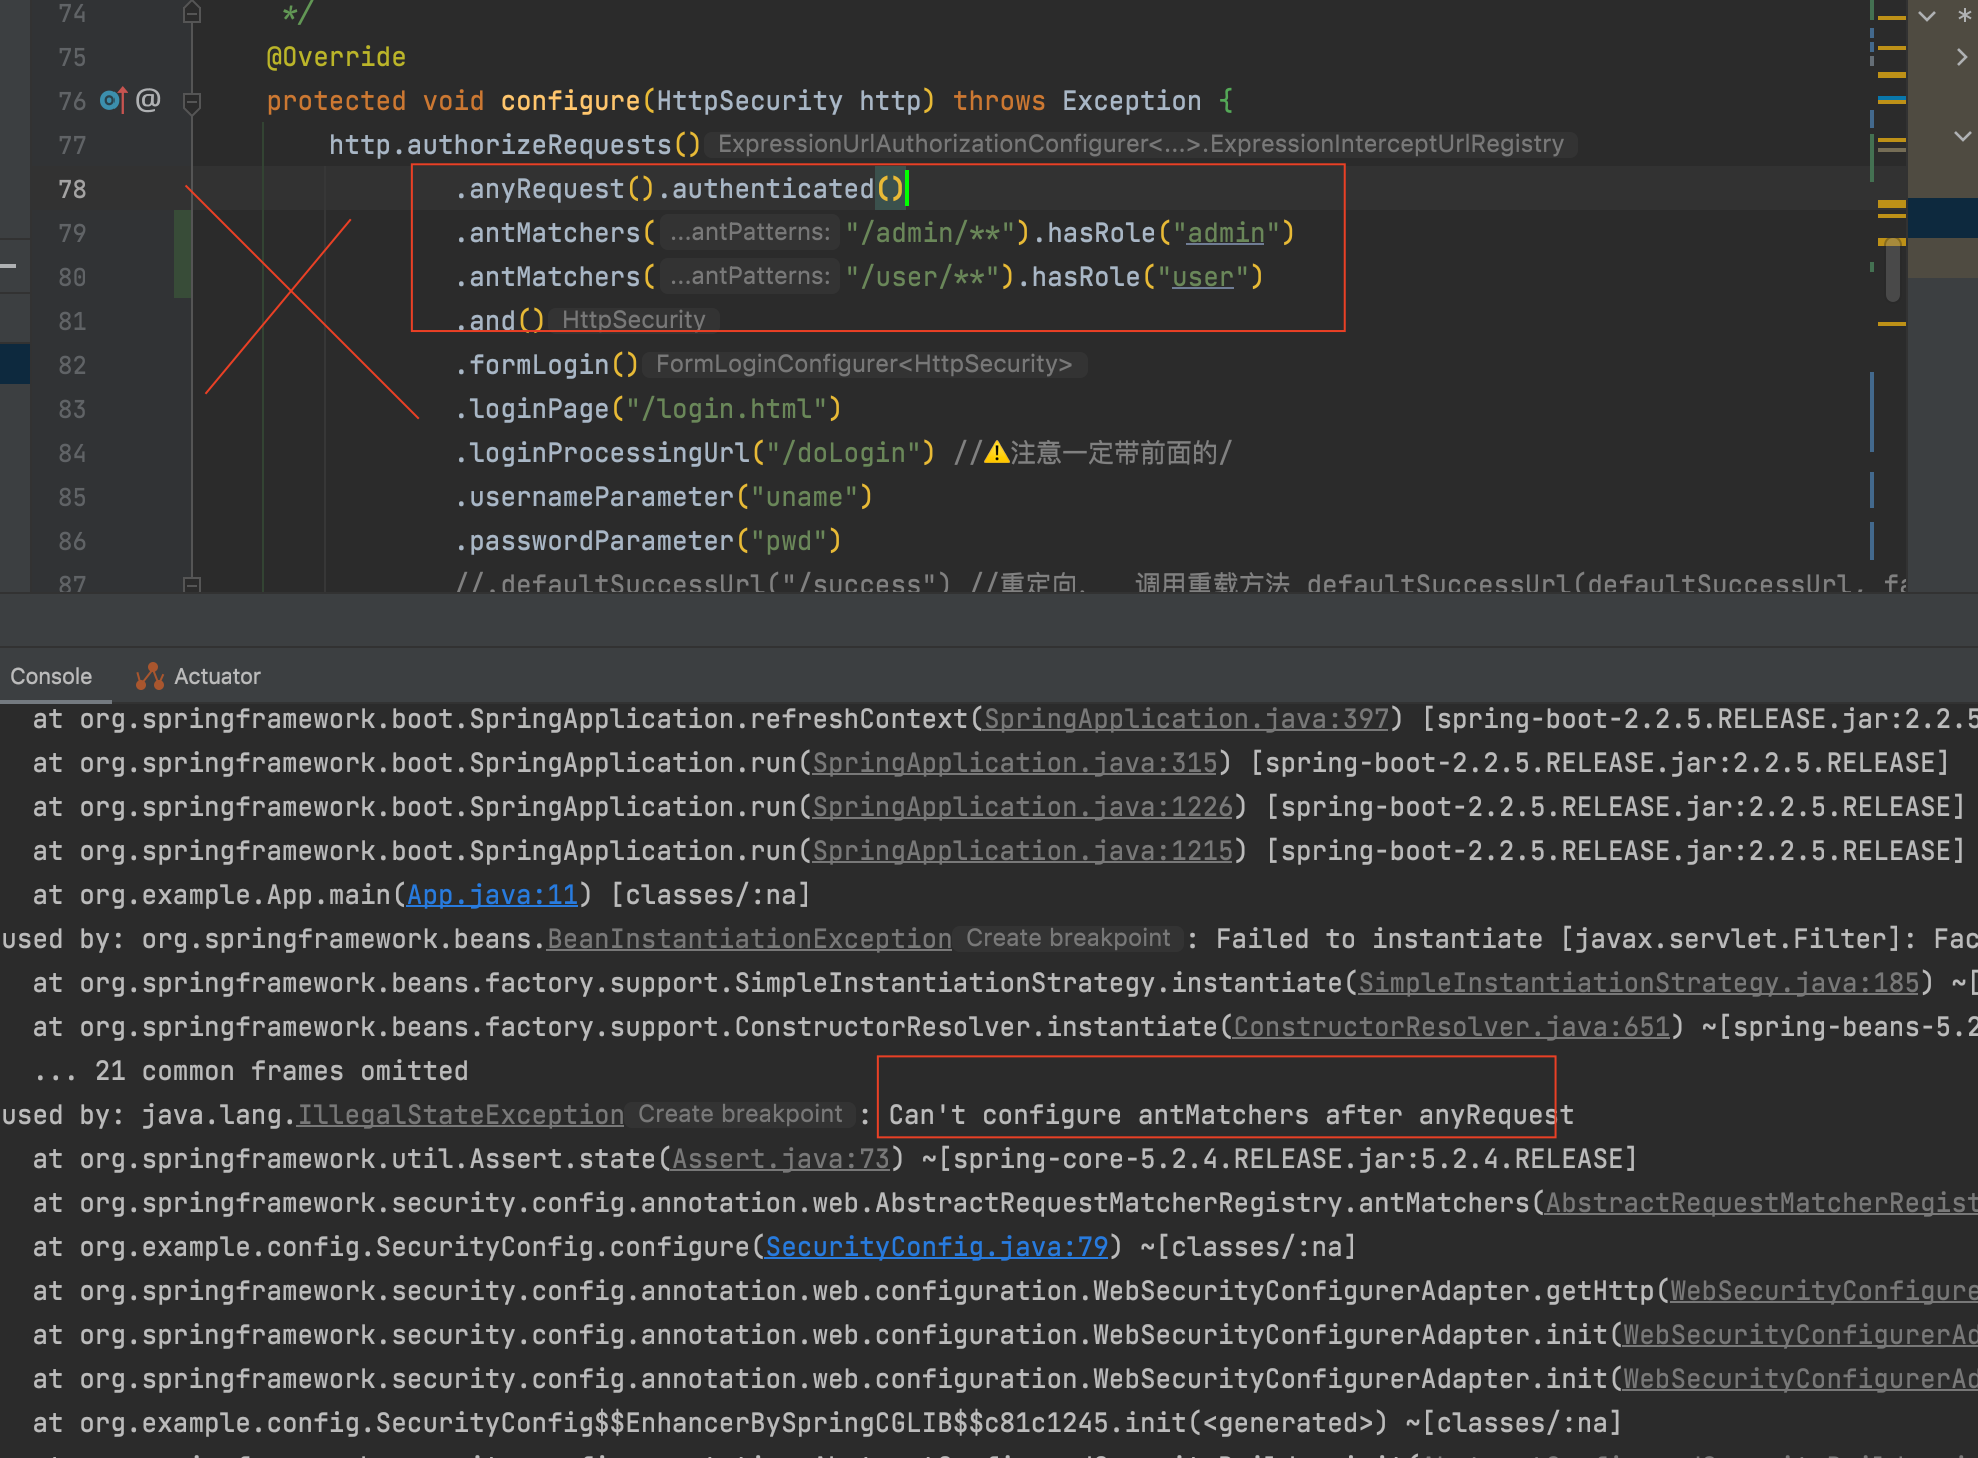 74 */
75 @Override
76 @ protected void configure(HttpSecurity http) throws Exception {
77 http.authorizeRequests() ExpressionUrlAuthorizationConfigurer<...>.ExpressionInterceptUrlRegistry
78 .anyRequest().authenticated()
79 .antMatchers( ...antPatterns: "/admin/**").hasRole("admin")
80 .antMatchers( ...antPatterns: "/user/**").hasRole("user")
81 .and() HttpSecurity
82 .formLogin() FormLoginConfigurer<HttpSecurity>
83 .loginPage("/login.html")
84 .loginProcessingUrl("/doLogin") //⚠️注意一定带前面的/
85 .usernameParameter("uname")
86 .passwordParameter("pwd")
87 //.defaultSuccessUrl("/success") //重定向. 调用重载方法 defaultSuccessUrl(defaultSuccessUrl,
Console Actuator
at org.springframework.boot.SpringApplication.refreshContext(SpringApplication.java:397) [spring-boot-2.2.5.RELEASE.jar:2.2.5
at org.springframework.boot.SpringApplication.run(SpringApplication.java:315) [spring-boot-2.2.5.RELEASE.jar:2.2.5.RELEASE]
at org.springframework.boot.SpringApplication.run(SpringApplication.java:1226) [spring-boot-2.2.5.RELEASE.jar:2.2.5.RELEASE]
at org.springframework.boot.SpringApplication.run(SpringApplication.java:1215) [spring-boot-2.2.5.RELEASE.jar:2.2.5.RELEASE]
at org.example.App.main(App.java:11) [classes/:na]
used by: org.springframework.beans.BeanInstantiationException Create breakpoint : Failed to instantiate [javax.servlet.Filter]: Fac
at org.springframework.beans.factory.support.SimpleInstantiationStrategy.instantiate(SimpleInstantiationStrategy.java:185) ~[
at org.springframework.beans.factory.support.ConstructorResolver.instantiate(ConstructorResolver.java:651) ~[spring-beans-5.2
... 21 common frames omitted
used by: java.lang.IllegalStateException Create breakpoint : Can't configure antMatchers after anyRequest
at org.springframework.util.Assert.state(Assert.java:73) ~[spring-core-5.2.4.RELEASE.jar:5.2.4.RELEASE]
at org.springframework.security.config.annotation.web.AbstractRequestMatcherRegistry.antMatchers(AbstractRequestMatcherRegist
at org.example.config.SecurityConfig.configure(SecurityConfig.java:79) ~[classes/:na]
at org.springframework.security.config.annotation.web.configuration.WebSecurityConfigurerAdapter.getHttp(WebSecurityConfigure
at org.springframework.security.config.annotation.web.configuration.WebSecurityConfigurerAdapter.init(WebSecurityConfigurerAd
at org.springframework.security.config.annotation.web.configuration.WebSecurityConfigurerAdapter.init(WebSecurityConfigurerAd
at org.example.config.SecurityConfig$$EnhancerBySpringCGLIB$$c81c1245.init(<generated>) ~[classes/:na]